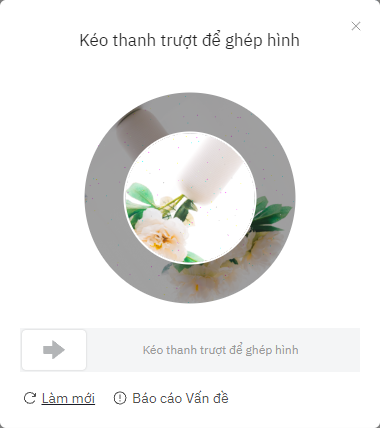 Kéo thanh trượt để ghép hình
Kéo thanh trượt để ghép hình
Làm mới
Báo cáo Vấn đề